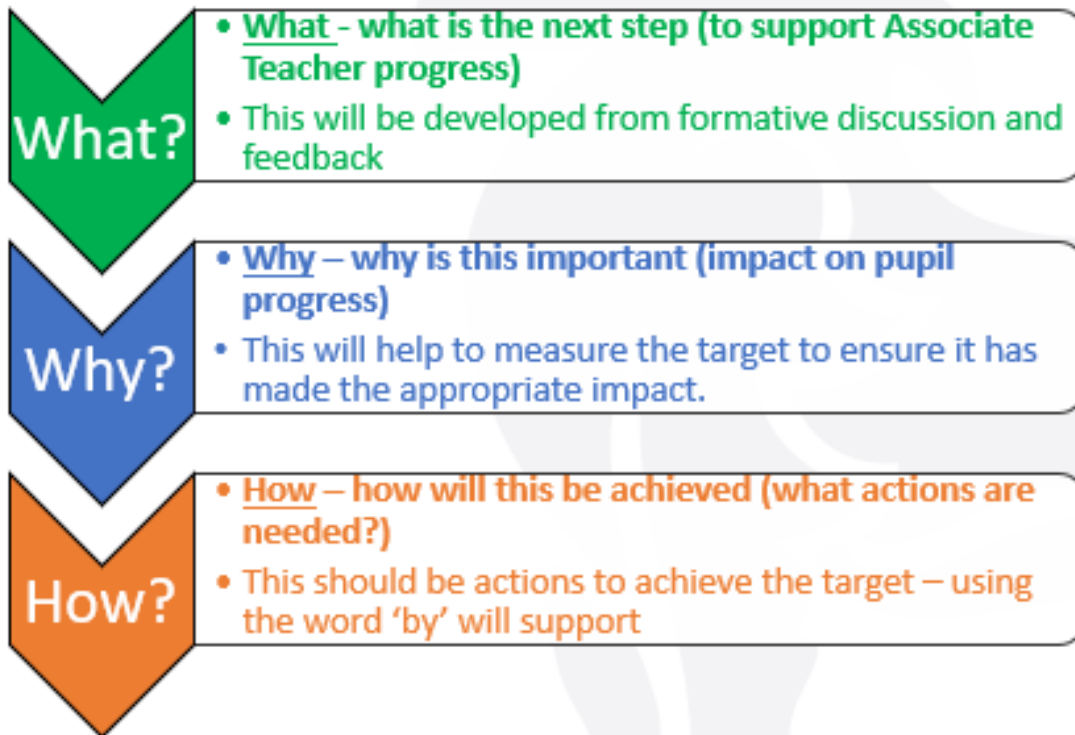 What?
• What - what is the next step (to support Associate
Teacher progress)
• This will be developed from formative discussion and
feedback
Why?
• Why – why is this important (impact on pupil
progress)
• This will help to measure the target to ensure it has
made the appropriate impact.
How?
• How – how will this be achieved (what actions are
needed?)
• This should be actions to achieve the target – using
the word ‘by’ will support